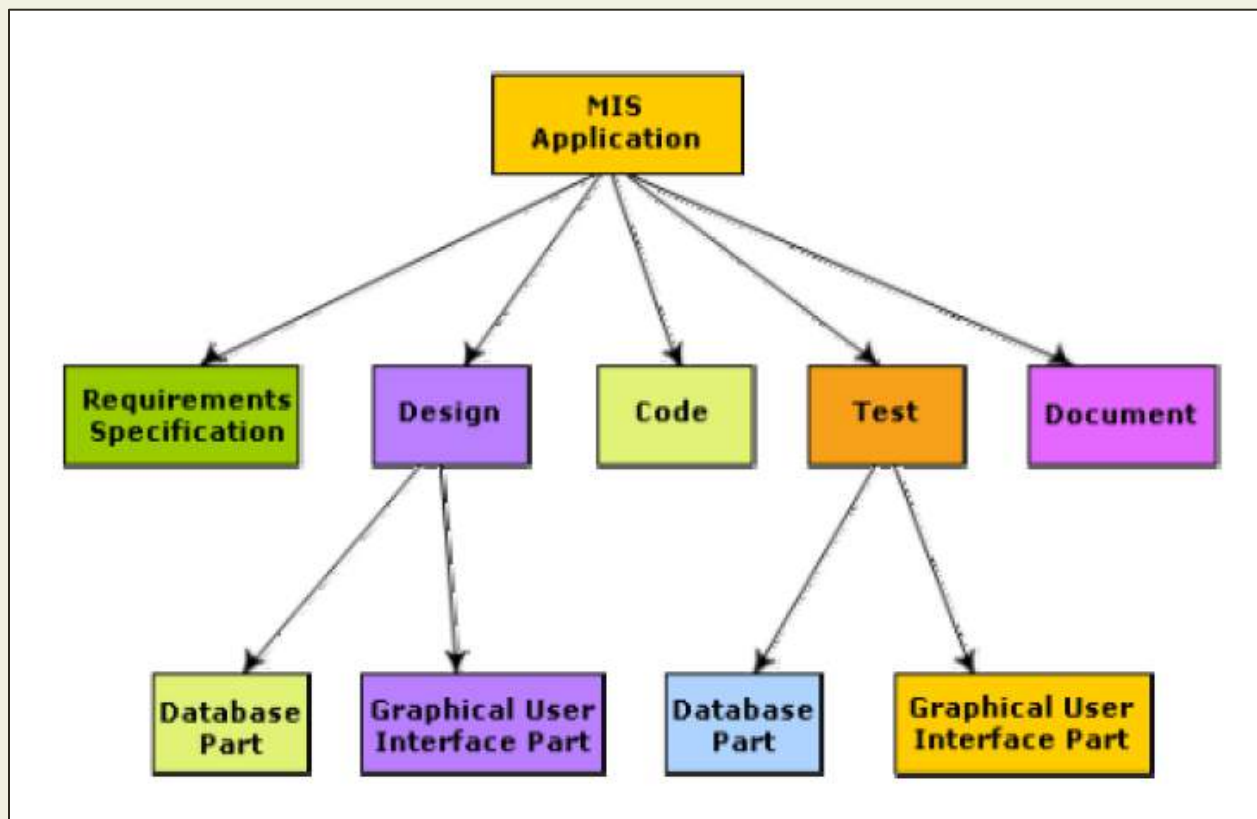 MIS
Application
Requirements
Specification
Design
Code
Test
Document
Database
Part
Graphical User
Interface Part
Database
Part
Graphical User
Interface Part